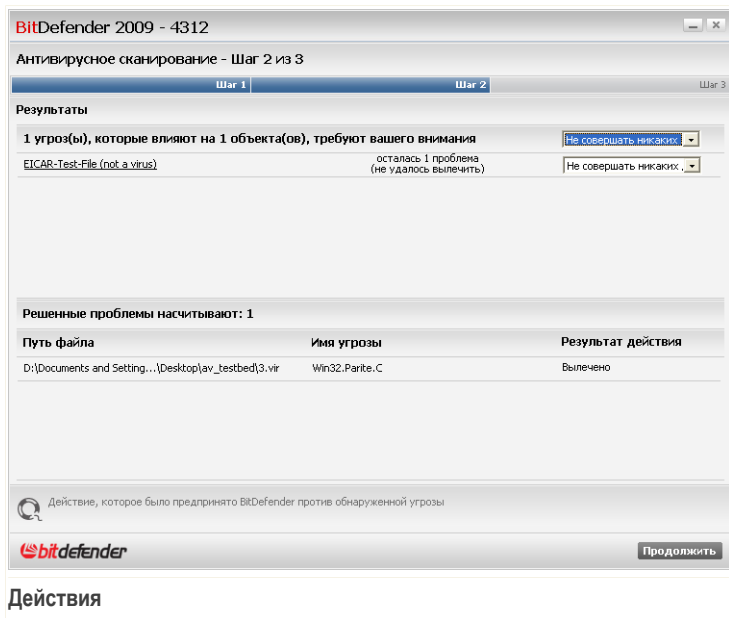 BitDefender 2009 - 4312
Антивирусное сканирование - Шаг 2 из 3
Шаг 1 Шаг 2 Шаг 3
Результаты
1 угроз(ы), которые влияют на 1 объекта(ов), требуют вашего внимания Не совершать никаких
EICAR-Test-File (not a virus) осталась 1 проблема Не совершать никаких .
(не удалось вылечить)
Решенные проблемы насчитывают: 1
Путь файла Имя угрозы Результат действия
D:\Documents and Setting...\Desktop\av_testbed\3.vir Win32.Parite.C Вылечено
Действие, которое было предпринято BitDefender против обнаруженной угрозы
bitdefender Продолжить
Действия